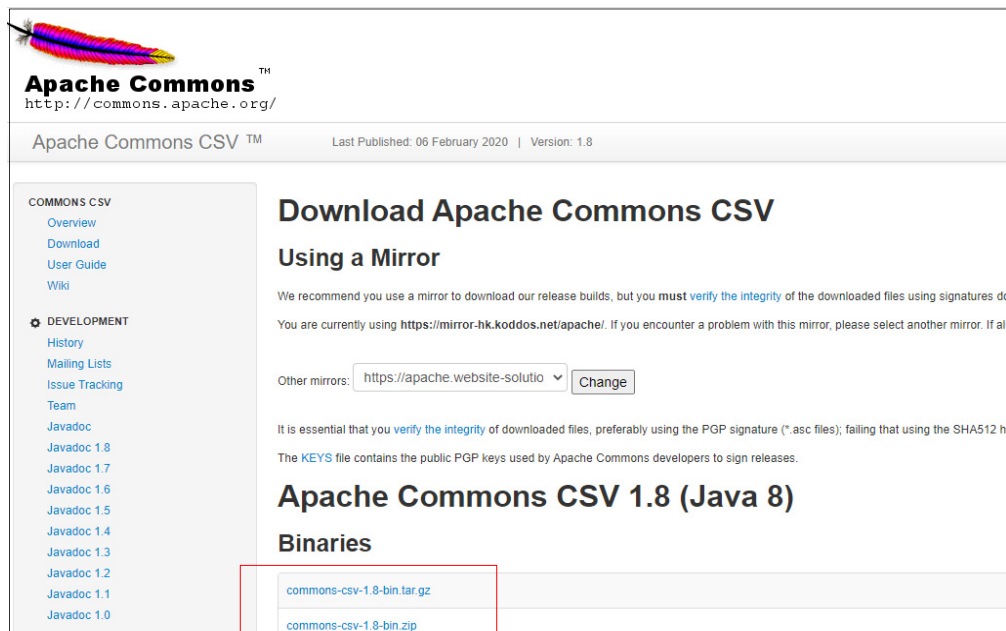 Apache Commons™
http://commons.apache.org/
Apache Commons CSV ™
Last Published: 06 February 2020 | Version: 1.8
COMMONS CSV
Overview
Download
User Guide
Wiki
DEVELOPMENT
History
Mailing Lists
Issue Tracking
Team
Javadoc
Javadoc 1.8
Javadoc 1.7
Javadoc 1.6
Javadoc 1.5
Javadoc 1.4
Javadoc 1.3
Javadoc 1.2
Javadoc 1.1
Javadoc 1.0
Download Apache Commons CSV
Using a Mirror
We recommend you use a mirror to download our release builds, but you must verify the integrity of the downloaded files using signatures do
You are currently using https://mirror-hk.koddos.net/apache/. If you encounter a problem with this mirror, please select another mirror. If al
Other mirrors: https://apache.website-solutio Change
It is essential that you verify the integrity of downloaded files, preferably using the PGP signature (*.asc files); failing that using the SHA512 h
The KEYS file contains the public PGP keys used by Apache Commons developers to sign releases.
Apache Commons CSV 1.8 (Java 8)
Binaries
commons-csv-1.8-bin.tar.gz
commons-csv-1.8-bin.zip